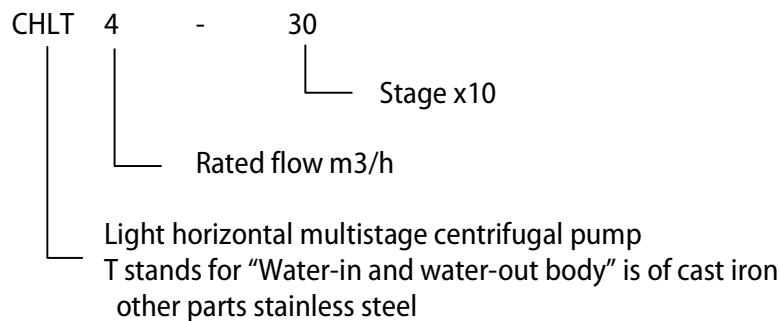 CHLT 4 - 30
Stage x10
Rated flow m3/h
Light horizontal multistage centrifugal pump
T stands for “Water-in and water-out body” is of cast iron
other parts stainless steel